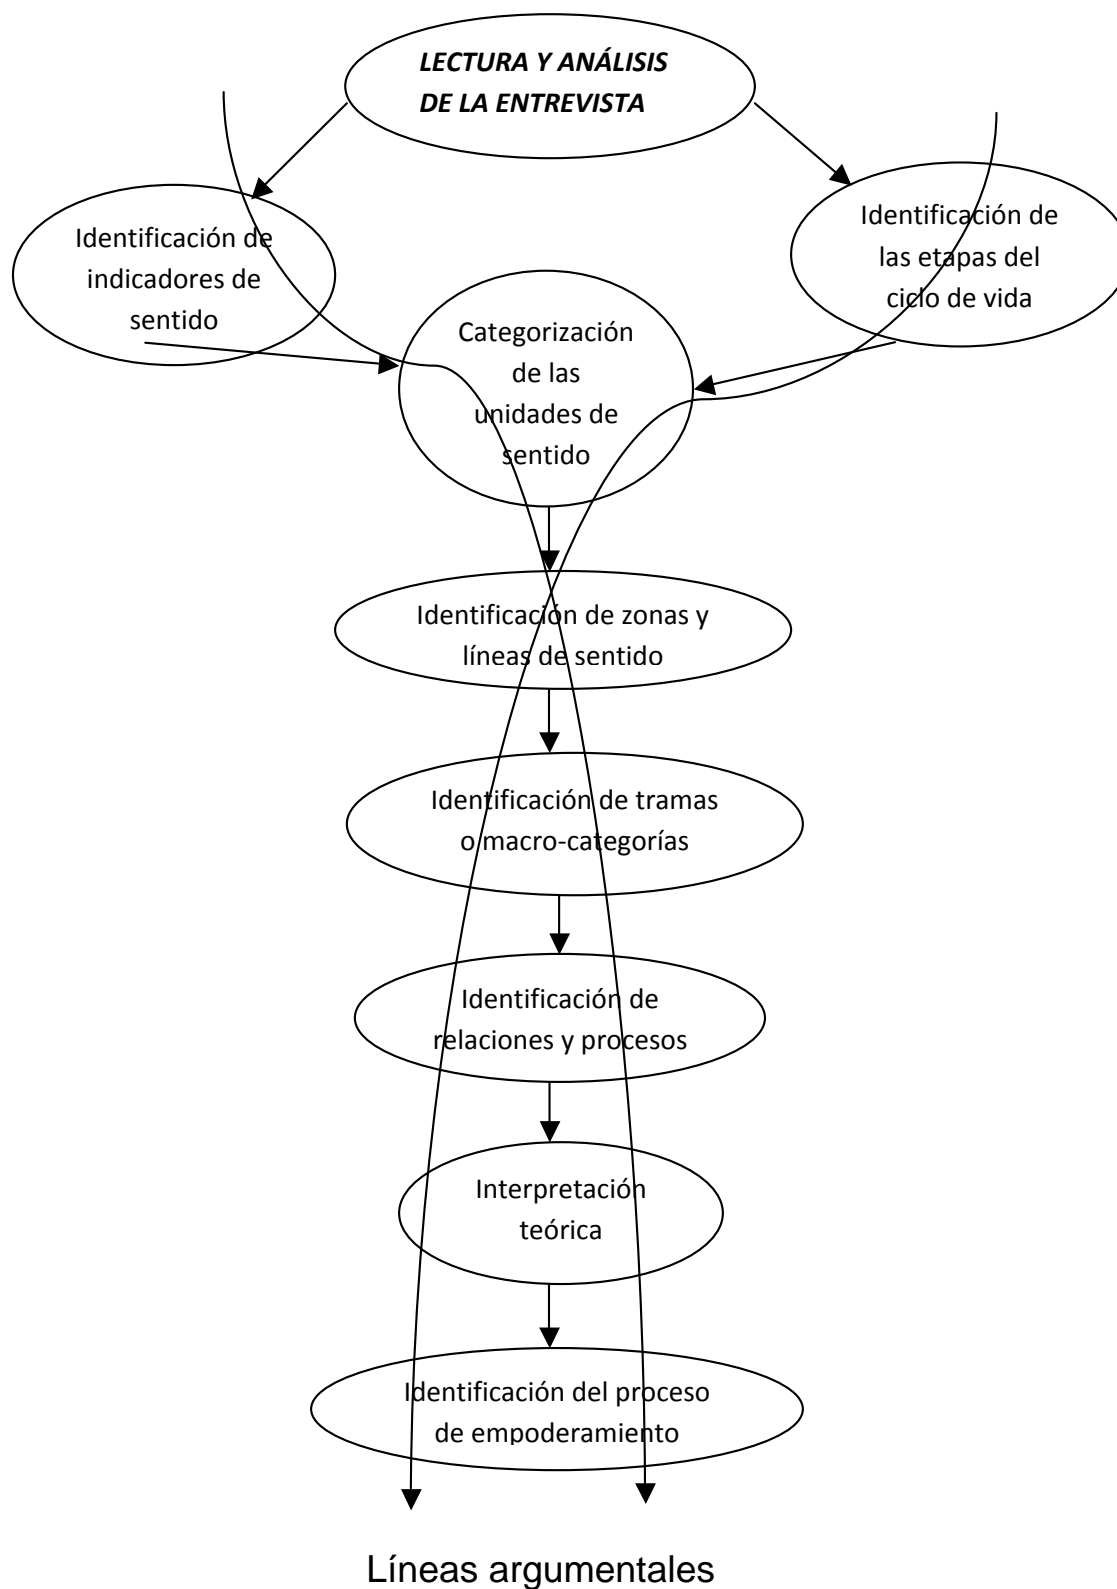 LECTURA Y ANÁLISIS
DE LA ENTREVISTA
Identificación de
indicadores de
sentido
Identificación de
las etapas del
ciclo de vida
Categorización
de las
unidades de
sentido
Identificación de zonas y
líneas de sentido
Identificación de tramas
o macro-categorías
Identificación de
relaciones y procesos
Interpretación
teórica
Identificación del proceso
de empoderamiento
Líneas argumentales